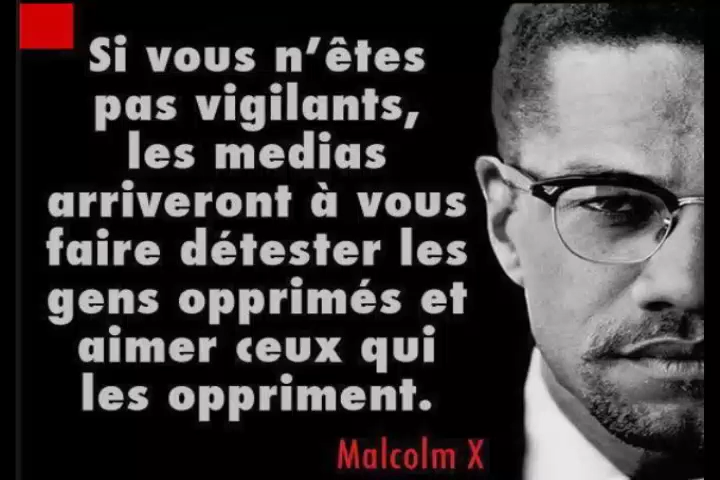 Si vous n'êtes
pas vigilants,
les medias
arriveront à vous
faire détester les
gens opprimés et
aimer ceux qui
les oppriment.
Malcolm X